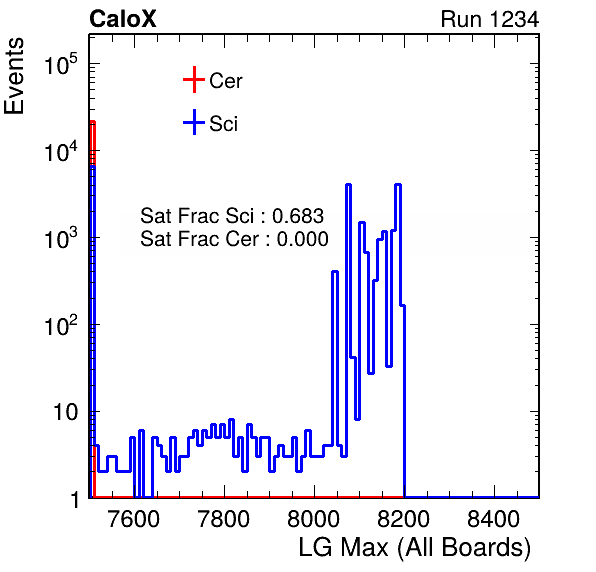 CaloX Run 1234
Events
Cer
Sci
Sat Frac Sci : 0.683
Sat Frac Cer : 0.000
10^5
10^4
10^3
10^2
10
1
7600 7800 8000 8200 8400
LG Max (All Boards)